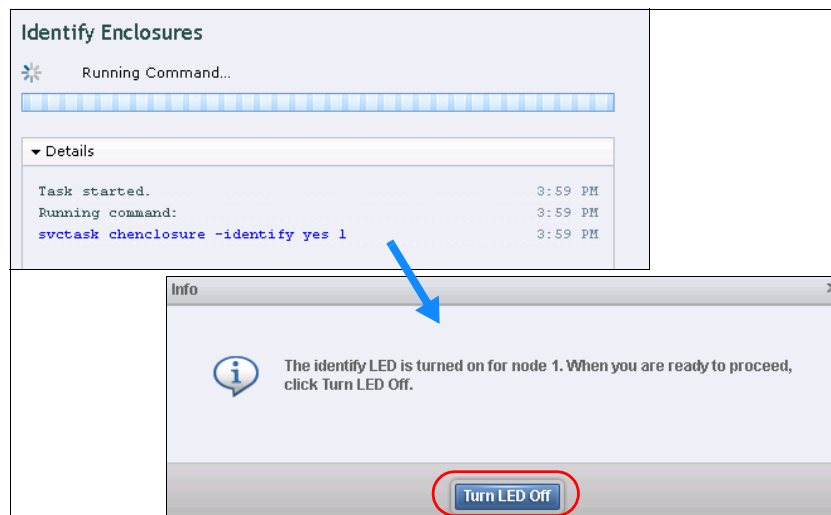 Identify Enclosures
Running Command...
Details
Task started. 3:59 PM
Running command: 3:59 PM
svctask chenclosure -identify yes 1 3:59 PM
Info
The identify LED is turned on for node 1. When you are ready to proceed,
click Turn LED Off.
Turn LED Off